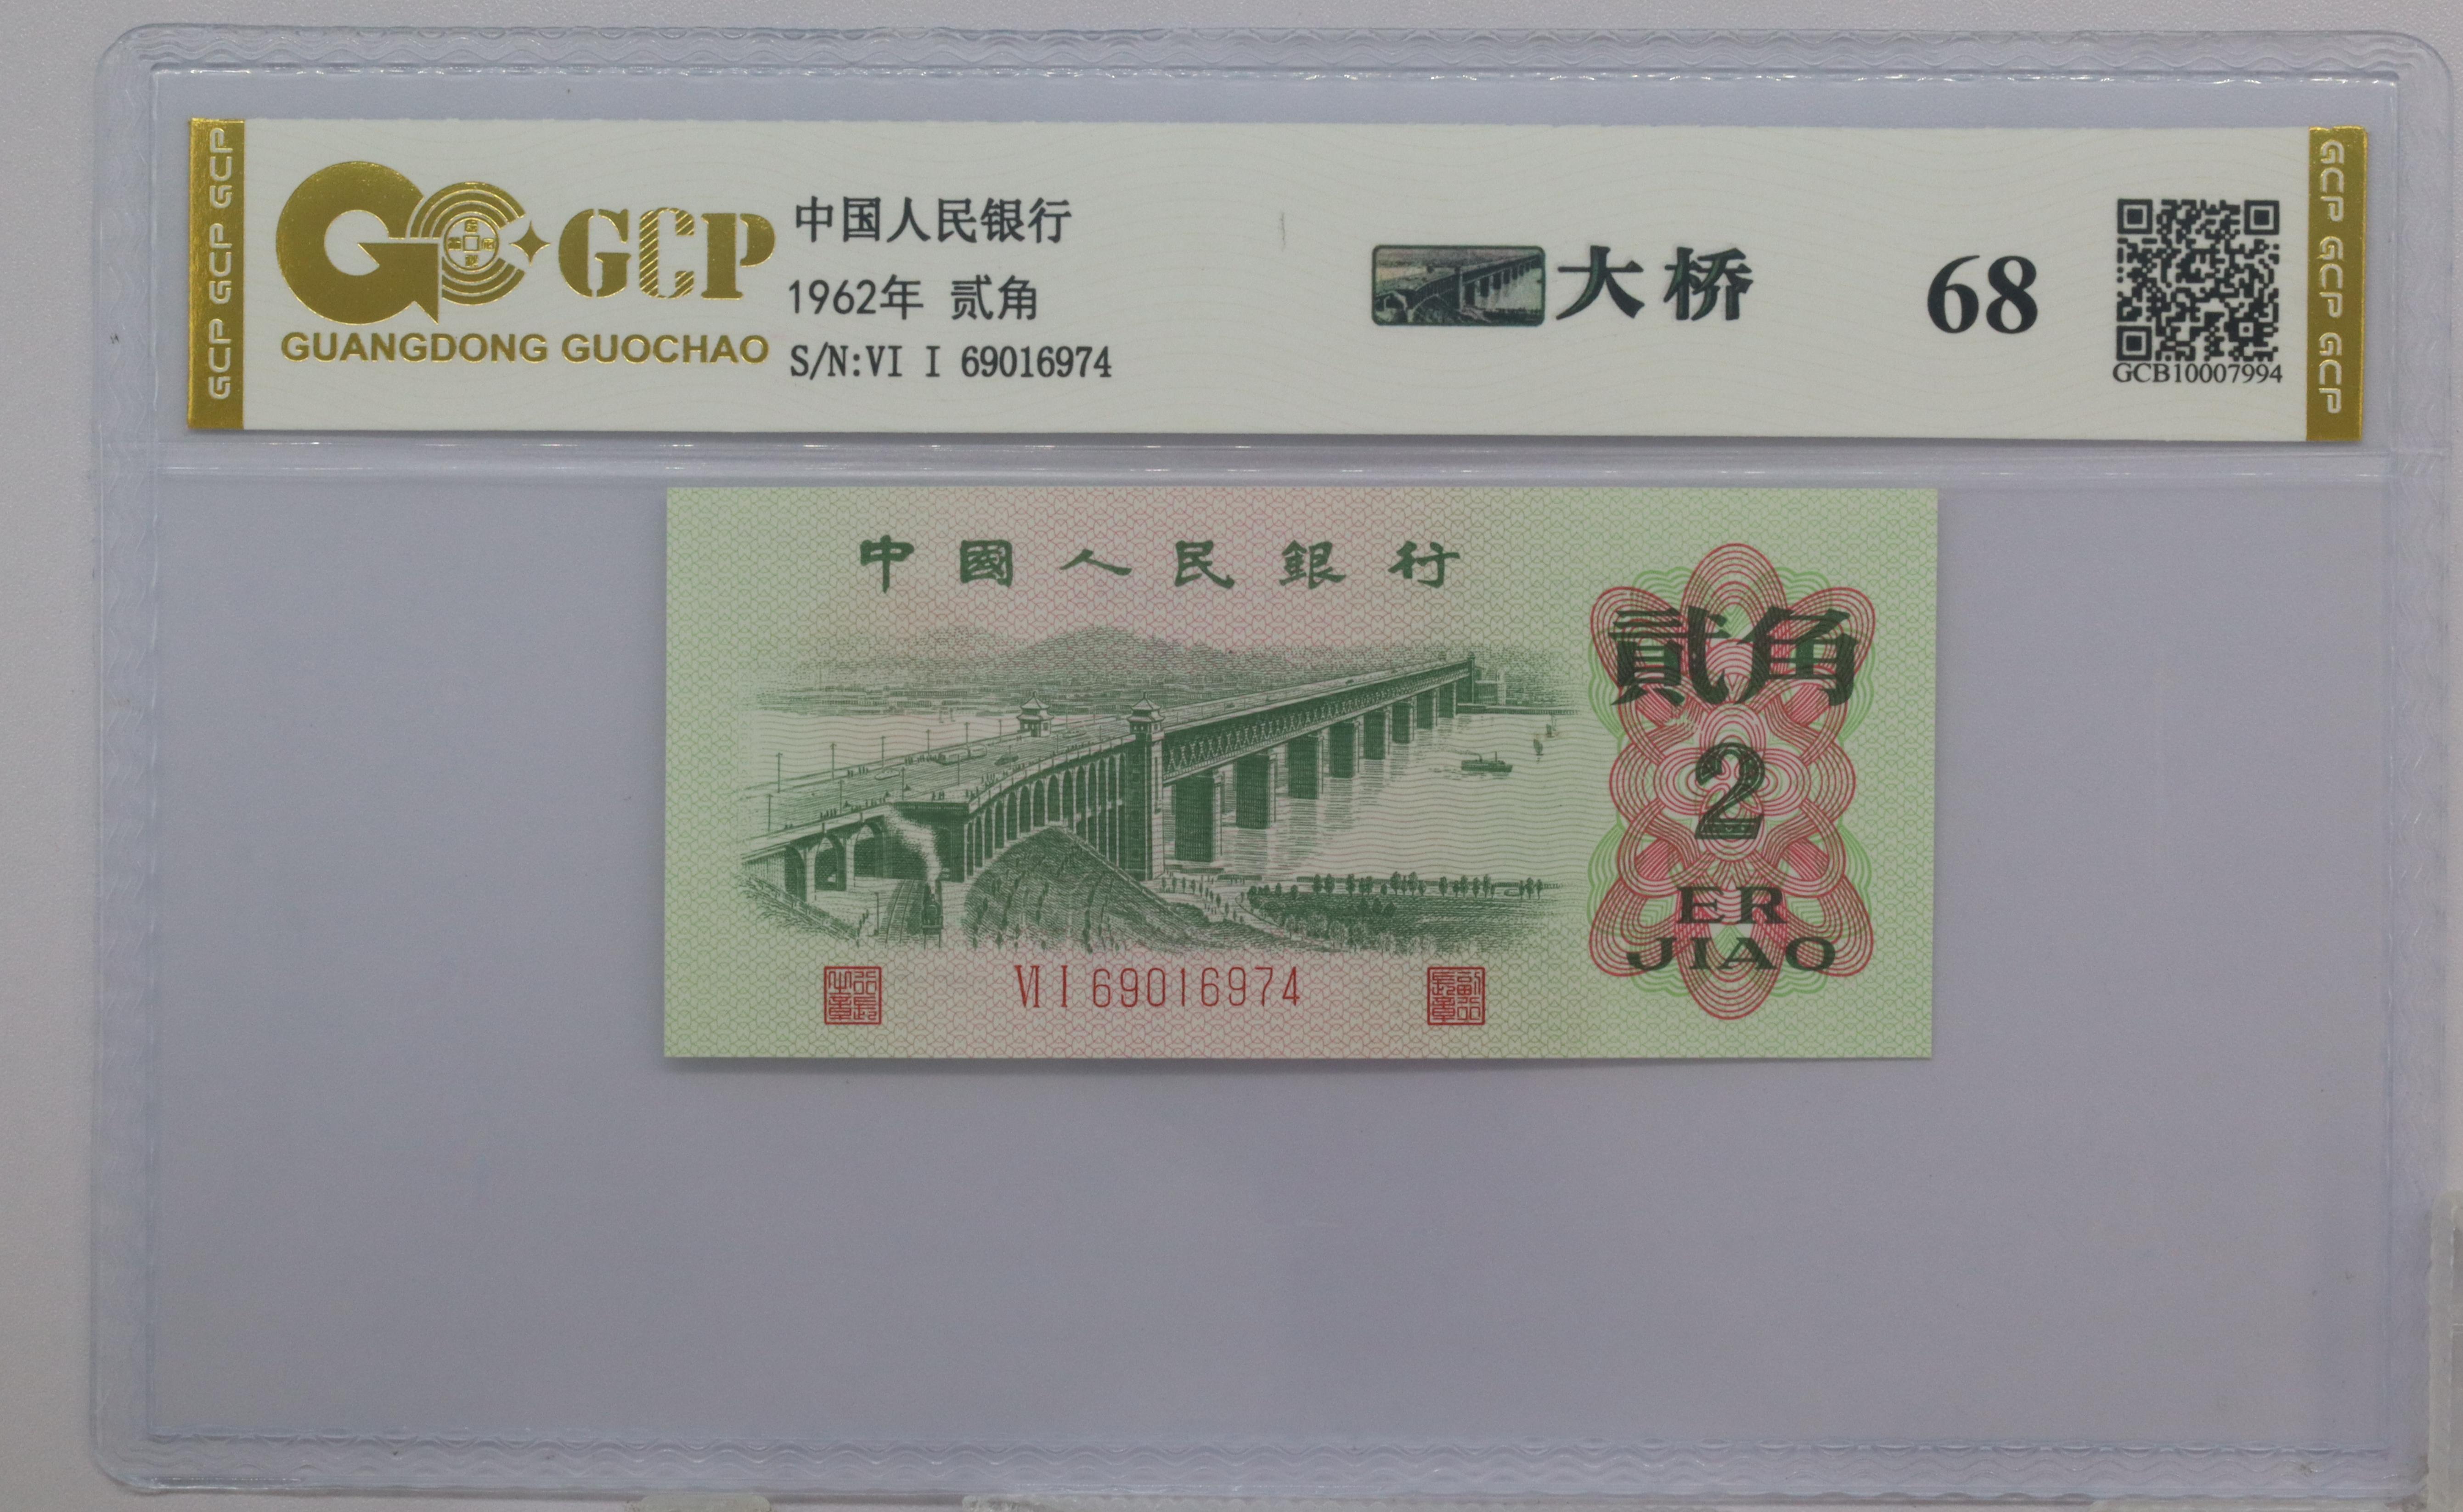 GCP GCP GCP
GCP
GUANGDONG GUOCHAO
中国人民银行
1962年 贰角
S/N:VI I 69016974
大桥
68
GCB10007994
GCP GCP GCP
中國人民銀行
貳角
2
ER
JIAO
VI I 69016974